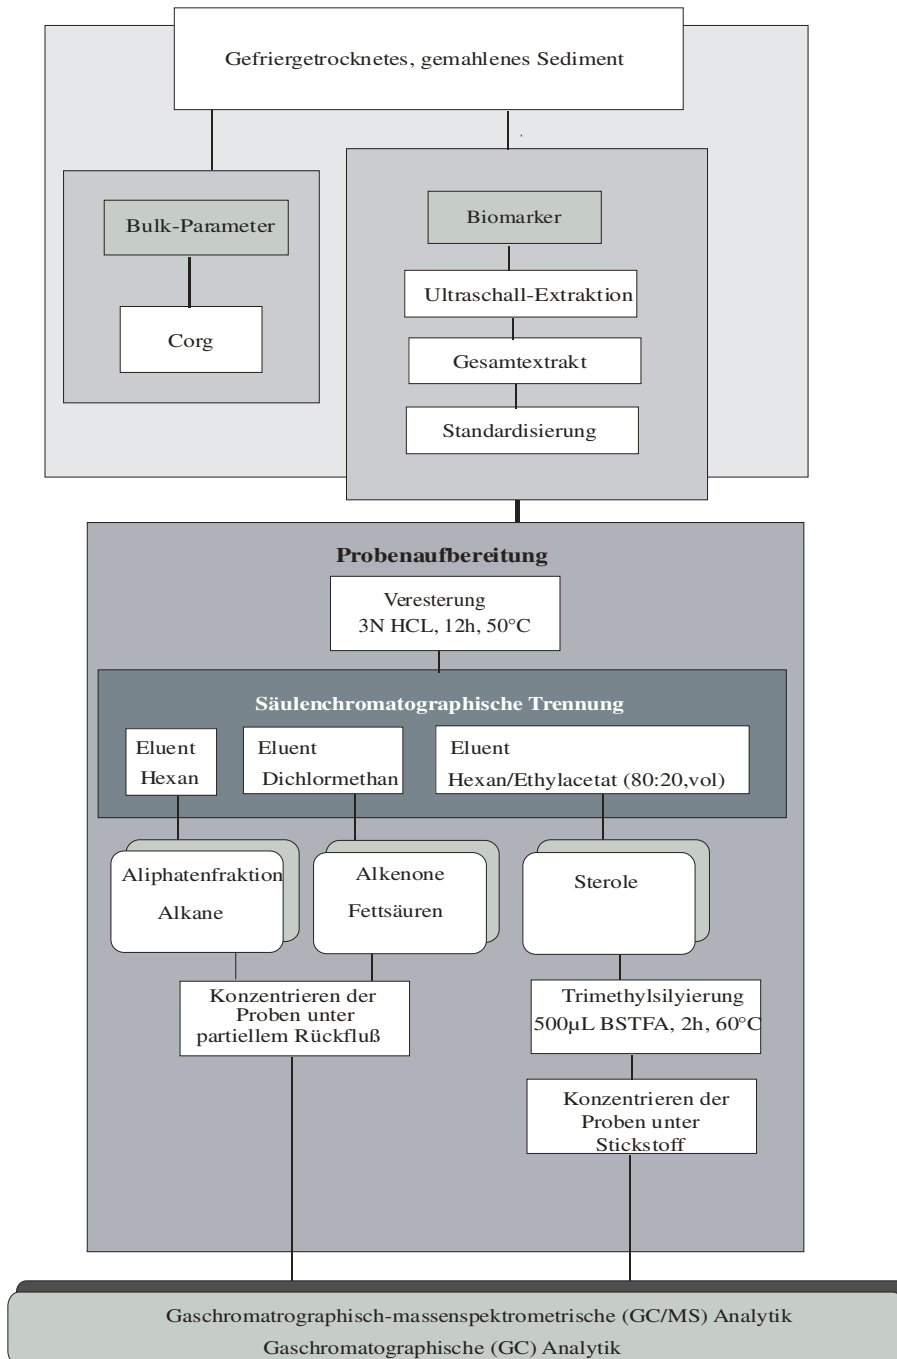 Gefriergetrocknetes, gemahlenes Sediment
Bulk-Parameter
Corg
Biomarker
Ultraschall-Extraktion
Gesamtextrakt
Standardisierung
Probenaufbereitung
Veresterung
3N HCL, 12h, 50°C
Säulenchromatographische Trennung
Eluent
Hexan
Eluent
Dichlormethan
Eluent
Hexan/Ethylacetat (80:20,vol)
Aliphatenfraktion
Alkane
Alkenone
Fettsäuren
Sterole
Konzentrieren der
Proben unter
partiellem Rückfluß
Trimethylsilyierung
500µL BSTFA, 2h, 60°C
Konzentrieren der
Proben unter
Stickstoff
Gaschromatrographisch-massenspektrometrische (GC/MS) Analytik
Gaschromatographische (GC) Analytik